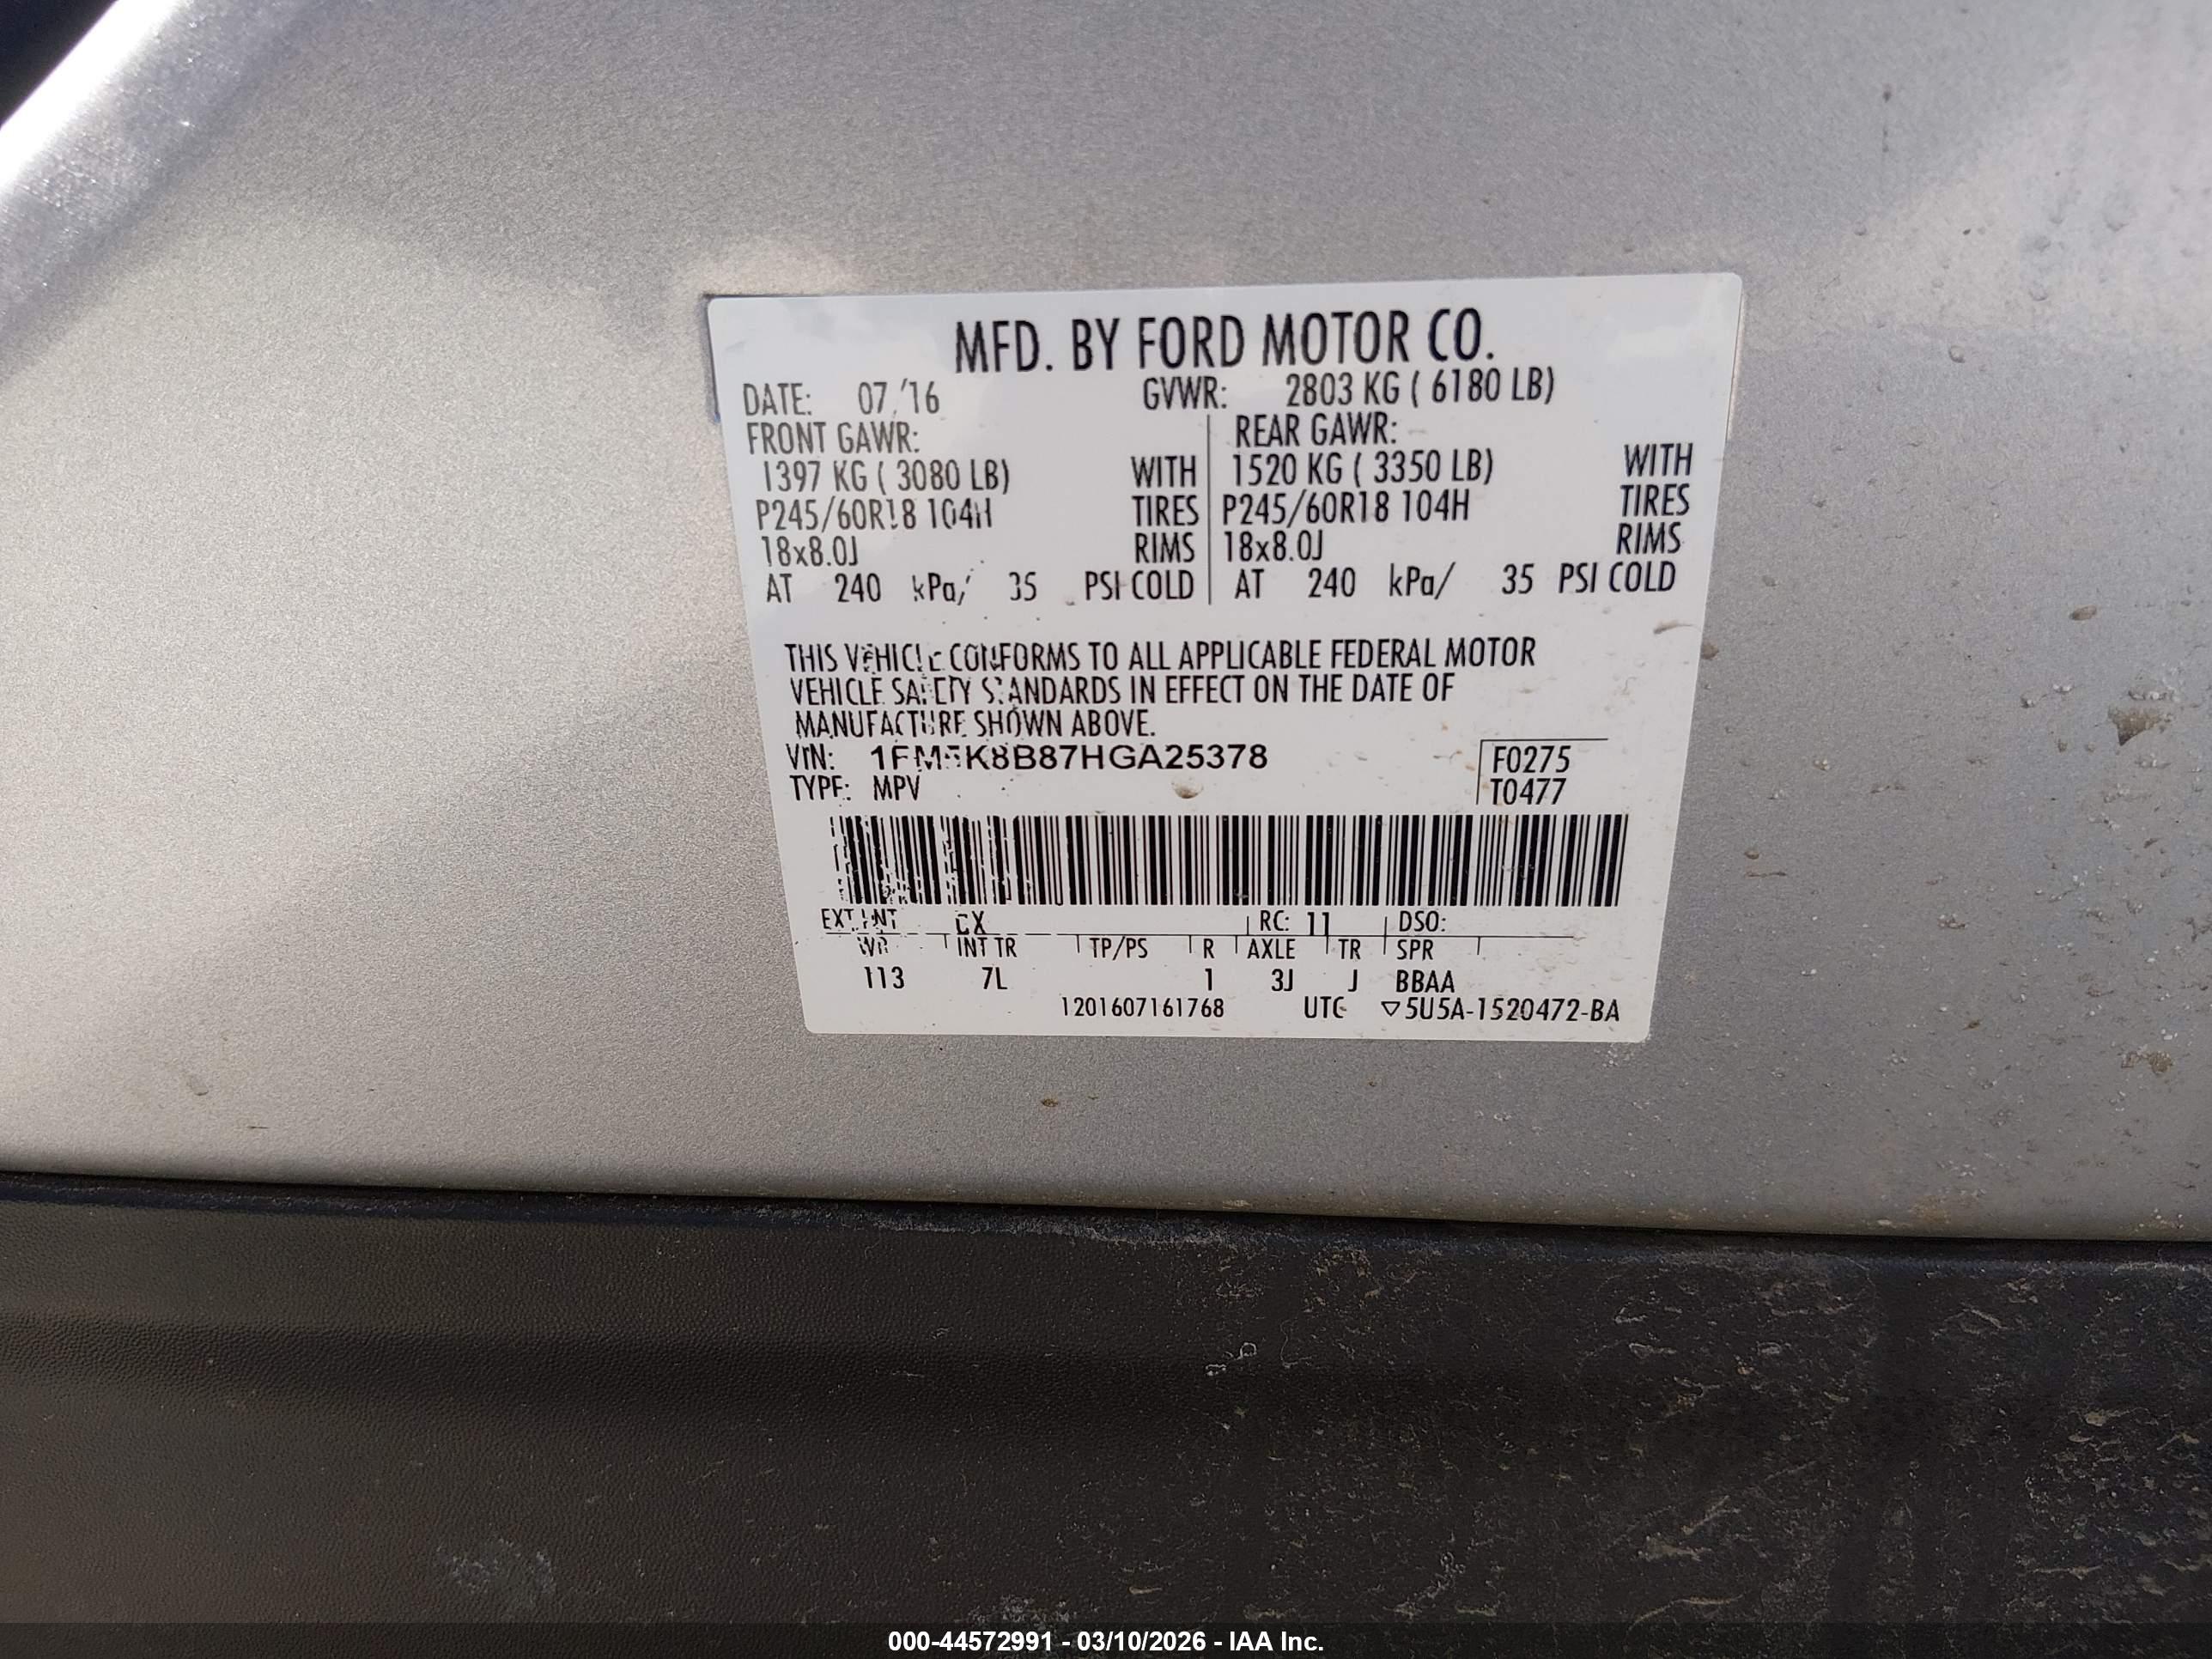 MFD. BY FORD MOTOR CO.
DATE: 07/'16 GVWR: 2803 KG ( 6180 LB)
FRONT GAWR: REAR GAWR:
1397 KG ( 3080 LB) WITH 1520 KG ( 3350 LB) WITH
P245/60R18 104H TIRES P245/60R18 104H TIRES
18x8.0J RIMS 18x8.0J RIMS
AT 240 kPa/ 35 PSI COLD AT 240 kPa/ 35 PSI COLD
THIS VEHICLE CONFORMS TO ALL APPLICABLE FEDERAL MOTOR
VEHICLE SAFETY STANDARDS IN EFFECT ON THE DATE OF
MANUFACTURE SHOWN ABOVE.
VIN: 1FM5K8B87HGA25378 F0275
TYPE: MPV T0477
EXT PNT RC: 11 DSO:
WB INT TR TP/PS R AXLE TR SPR
113 7L 1 3J J BBAA
1201607161768 UTC ▽5U5A-1520472-BA
000-44572991 - 03/10/2026 - IAA Inc.